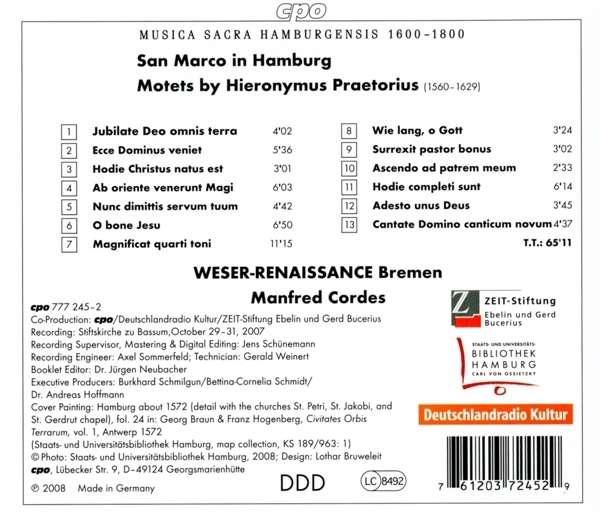 cpo
MUSICA SACRA HAMBURGENSIS 1600–1800
San Marco in Hamburg
Motets by Hieronymus Praetorius (1560–1629)
1 Jubilate Deo omnis terra 4'02
2 Ecce Dominus veniet 5'36
3 Hodie Christus natus est 3'01
4 Ab oriente venerunt Magi 6'03
5 Nunc dimittis servum tuum 4'42
6 O bone Jesu 6'50
7 Magnificat quarti toni 11'15
8 Wie lang, o Gott 3'24
9 Surrexit pastor bonus 3'02
10 Ascendo ad patrem meum 2'33
11 Hodie completi sunt 6'14
12 Adesto unus Deus 3'45
13 Cantate Domino canticum novum 4'37
T.T.: 65'11
WESER-RENAISSANCE Bremen
Manfred Cordes
cpo 777 245–2
Co-Production: cpo/Deutschlandradio Kultur/ZEIT-Stiftung Ebelin und Gerd Bucerius
Recording: Stiftskirche zu Bassum,October 29–31, 2007
Recording Supervisor, Mastering & Digital Editing: Jens Schünemann
Recording Engineer: Axel Sommerfeld; Technician: Gerald Weinert
Booklet Editor: Dr. Jürgen Neubacher
Executive Producers: Burkhard Schmilgun/Bettina-Cornelia Schmidt/
Dr. Andreas Hoffmann
Cover Painting: Hamburg about 1572 (detail with the churches St. Petri, St. Jakobi, and
St. Gerdrut chapel), fol. 24 in: Georg Braun & Franz Hogenberg, Civitates Orbis
Terrarum, vol. 1, Antwerp 1572
(Staats- und Universitätsbibliothek Hamburg, map collection, KS 189/963: 1)
© Photo: Staats- und Universitätsbibliothek Hamburg, 2008; Design: Lothar Bruweleit
cpo, Lübecker Str. 9, D–49124 Georgsmarienhütte
℗ 2008 Made in Germany
DDD
LC 8492
Z
ZEIT-Stiftung
Ebelin und Gerd
Bucerius
STAATS- UND UNIVERSITÄTS-
BIBLIOTHEK
HAMBURG
CARL VON OSSIETZKY
Deutschlandradio Kultur
7 61203 72452 9